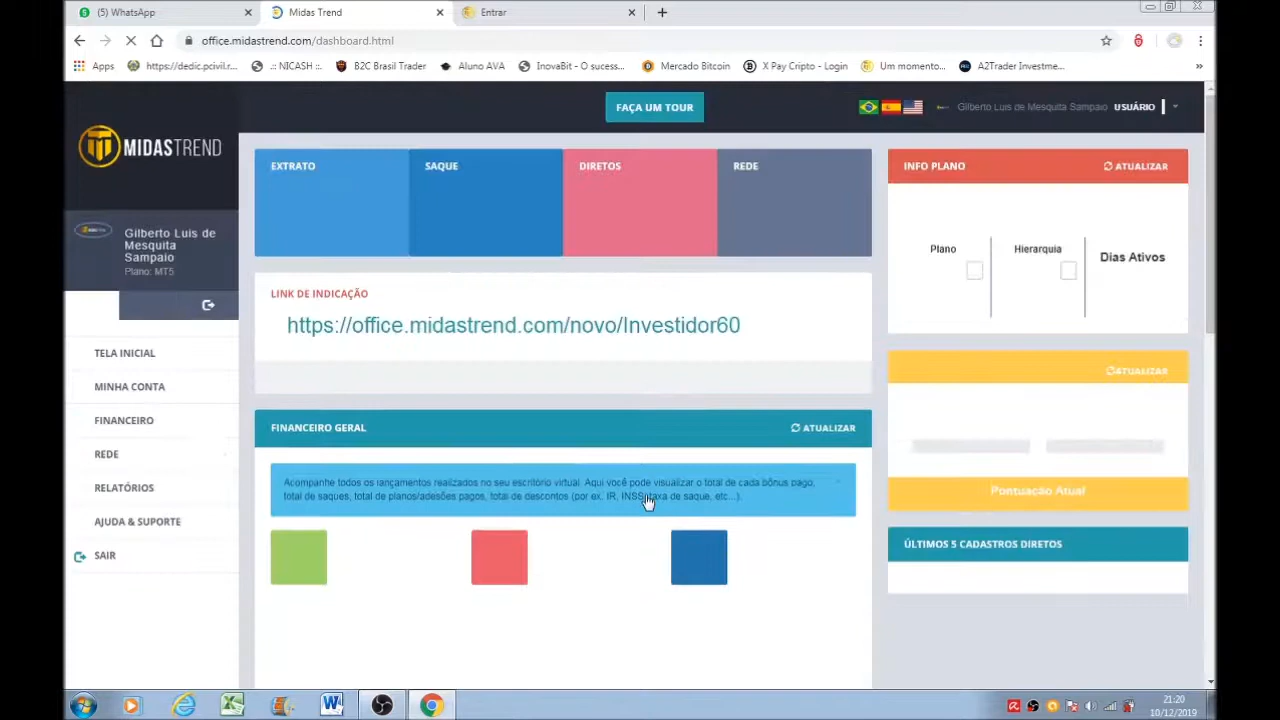 (5) WhatsApp
Midas Trend
Entrar
office.midastrend.com/dashboard.html
Apps
https://dedic.pcivil.r...
.:: NICASH ::.
B2C Brasil Trader
Aluno AVA
InovaBit - O sucess...
Mercado Bitcoin
X Pay Cripto - Login
Um momento...
A2Trader Investme...
»
MIDASTREND
FAÇA UM TOUR
Gilberto Luis de Mesquita Sampaio USUÁRIO
Gilberto Luis de
Mesquita
Sampaio
Plano: MT5
TELA INICIAL
MINHA CONTA
FINANCEIRO
REDE
RELATÓRIOS
AJUDA & SUPORTE
SAIR
EXTRATO
SAQUE
DIRETOS
REDE
LINK DE INDICAÇÃO
https://office.midastrend.com/novo/Investidor60
FINANCEIRO GERAL
ATUALIZAR
Acompanhe todos os lançamentos realizados no seu escritório virtual. Aqui você pode visualizar o total de cada bônus pago,
total de saques, total de planos/adesões pagos, total de descontos (por ex. IR, INSS, taxa de saque, etc...).
INFO PLANO
ATUALIZAR
Plano
Hierarquia
Dias Ativos
ATUALIZAR
Pontuação Atual
ÚLTIMOS 5 CADASTROS DIRETOS
21:20
10/12/2019